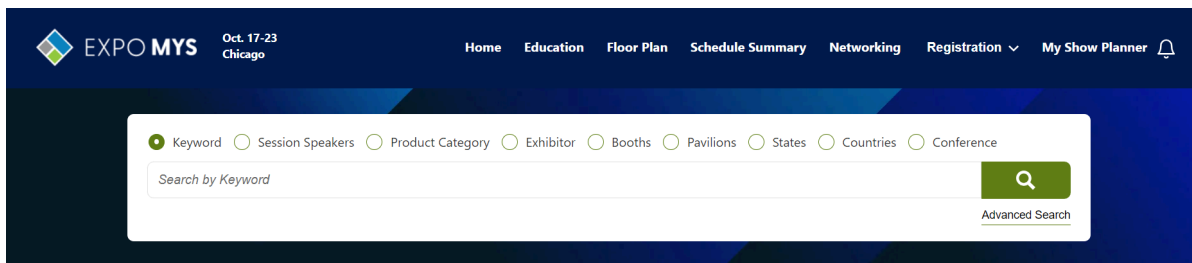 EXPO MYS
Oct. 17-23
Chicago
Home Education Floor Plan Schedule Summary Networking Registration My Show Planner
Keyword Session Speakers Product Category Exhibitor Booths Pavilions States Countries Conference
Search by Keyword
Advanced Search